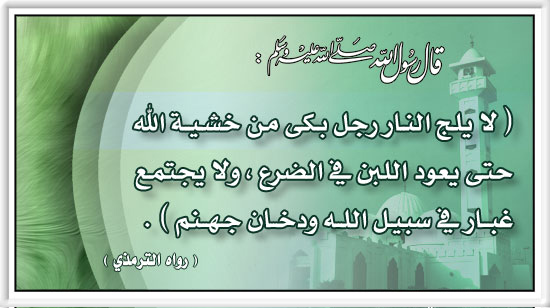 قال رسول الله صلى الله عليه وسلم :
( لا يلج النار رجل بكى من خشية الله
حتى يعود اللبن في الضرع ، ولا يجتمع
غبار في سبيل الله ودخان جهنم ) .
( رواه الترمذي )